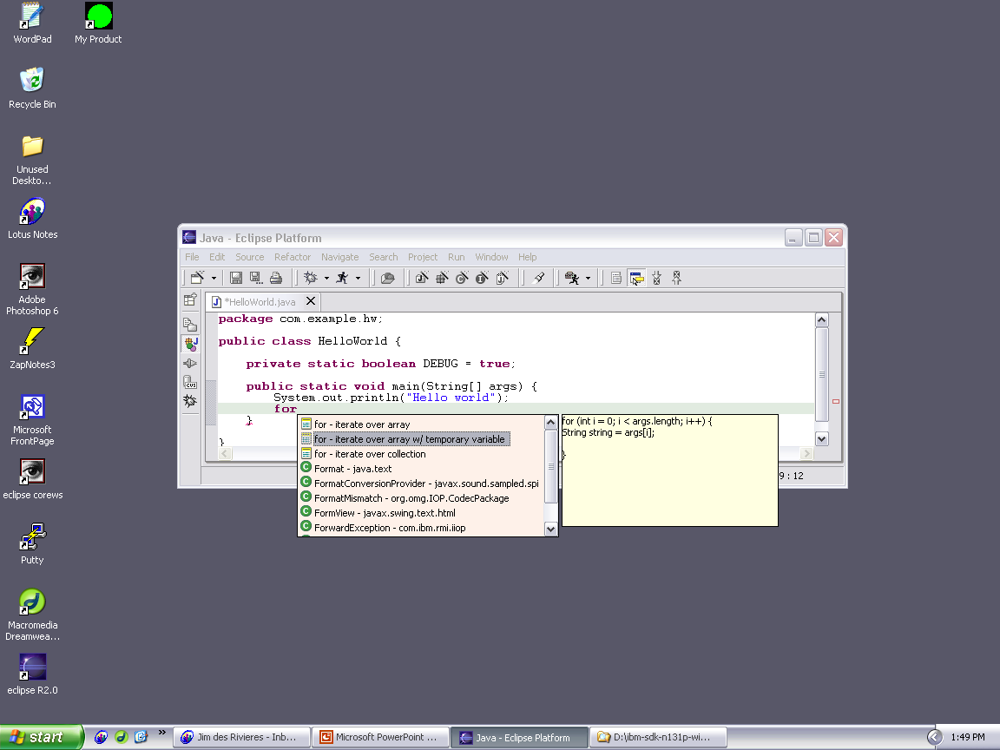 WordPad
My Product
Recycle Bin
Unused
Deskto...
Lotus Notes
Adobe
Photoshop 6
ZapNotes3
Microsoft
FrontPage
eclipse corews
Putty
Macromedia
Dreamwea...
eclipse R2.0
Java - Eclipse Platform
File Edit Source Refactor Navigate Search Project Run Window Help
*HelloWorld.java
package com.example.hw;
public class HelloWorld {
private static boolean DEBUG = true;
public static void main(String[] args) {
System.out.println("Hello world");
for
}
}
9 : 12
for - iterate over array
for - iterate over array w/ temporary variable
for - iterate over collection
Format - java.text
FormatConversionProvider - javax.sound.sampled.spi
FormatMismatch - org.omg.IOP.CodecPackage
FormView - javax.swing.text.html
ForwardException - com.ibm.rmi.iiop
for (int i = 0; i < args.length; i++) {
String string = args[i];
}
start
Jim des Rivieres - Inb...
Microsoft PowerPoint ...
Java - Eclipse Platform
D:\ibm-sdk-n131p-wi...
1:49 PM